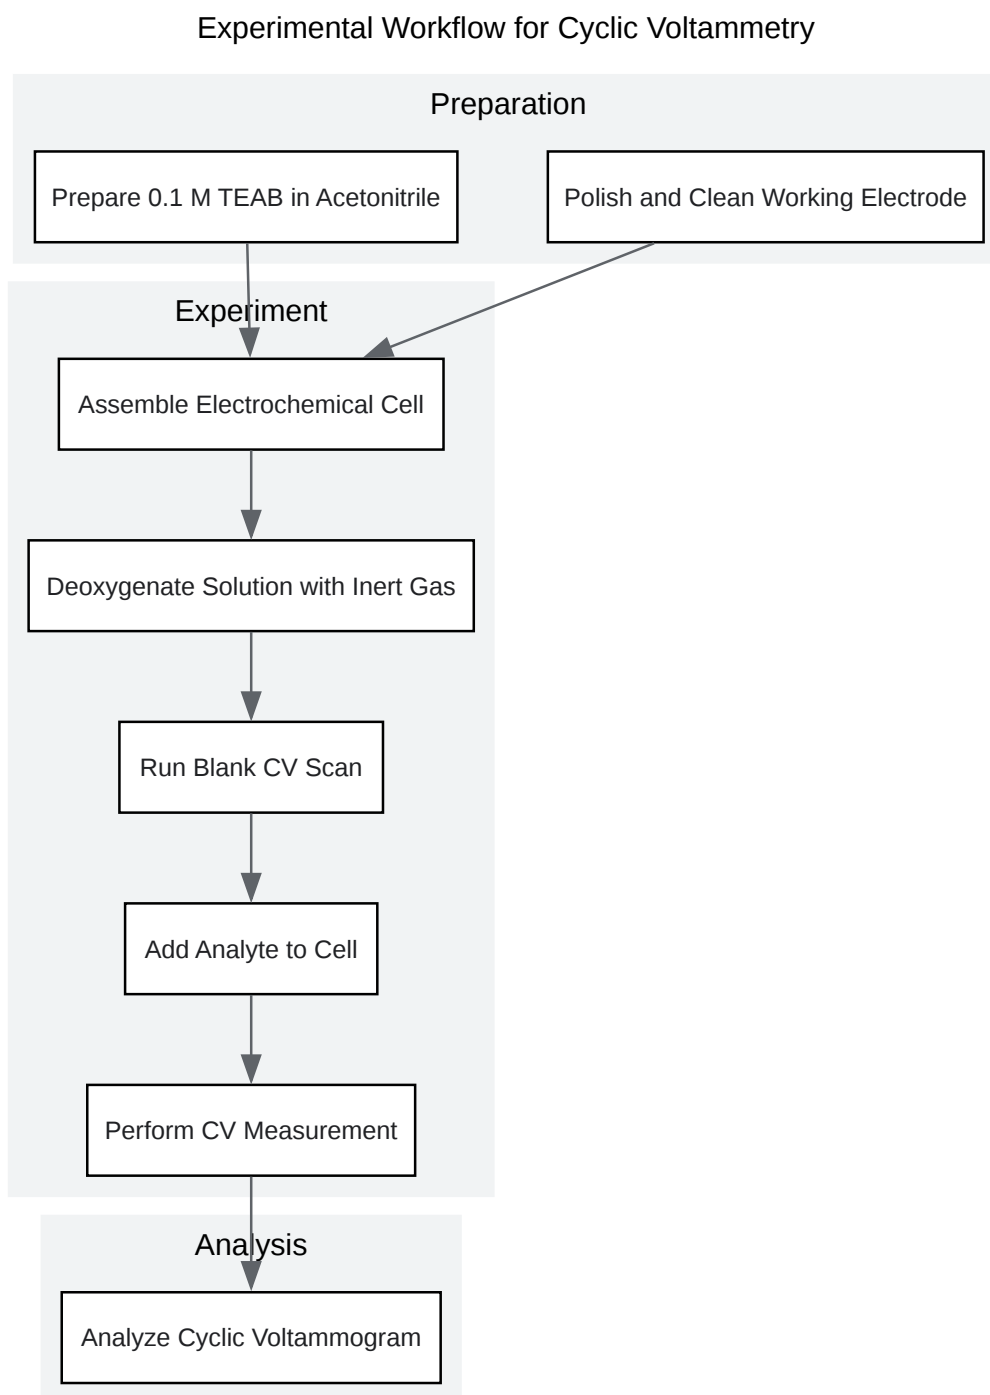 Experimental Workflow for Cyclic Voltammetry
Preparation
Prepare 0.1 M TEAB in Acetonitrile
Polish and Clean Working Electrode
Experiment
Assemble Electrochemical Cell
Deoxygenate Solution with Inert Gas
Run Blank CV Scan
Add Analyte to Cell
Perform CV Measurement
Analysis
Analyze Cyclic Voltammogram